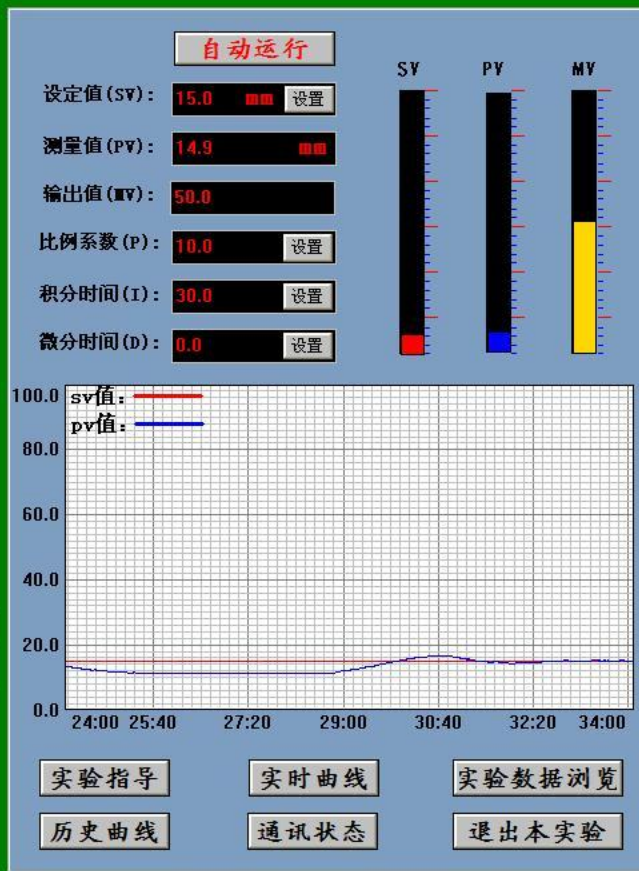 自动运行
SV PV MV
设定值(SV): 15.0 mm 设置
测量值(PV): 14.9 mm
输出值(MV): 50.0
比例系数(P): 10.0 设置
积分时间(I): 30.0 设置
微分时间(D): 0.0 设置
100.0
sv值:
pv值:
80.0
60.0
40.0
20.0
0.0
24:00 25:40 27:20 29:00 30:40 32:20 34:00
实验指导 实时曲线 实验数据浏览
历史曲线 通讯状态 退出本实验